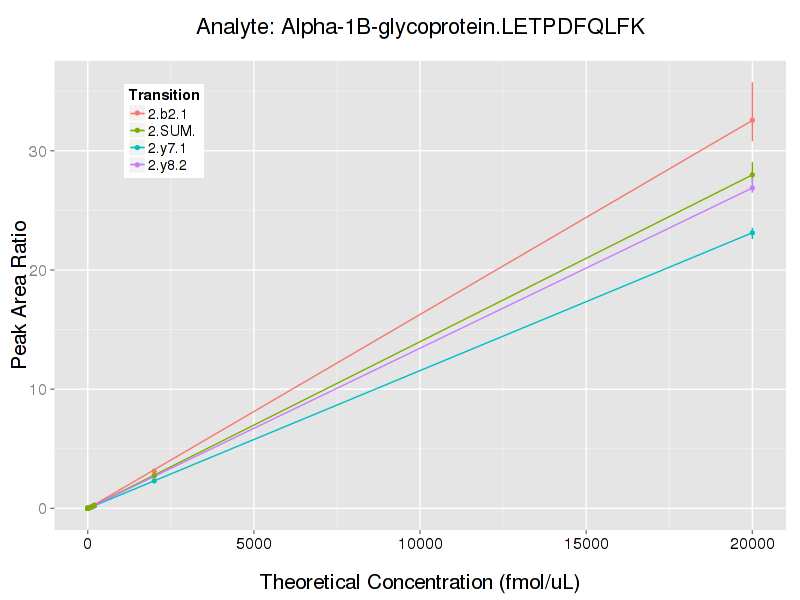 Analyte: Alpha-1B-glycoprotein.LETPDFQLFK
Transition
2.b2.1
2.SUM.
2.y7.1
2.y8.2
Peak Area Ratio
30
20
10
0
0 5000 10000 15000 20000
Theoretical Concentration (fmol/uL)